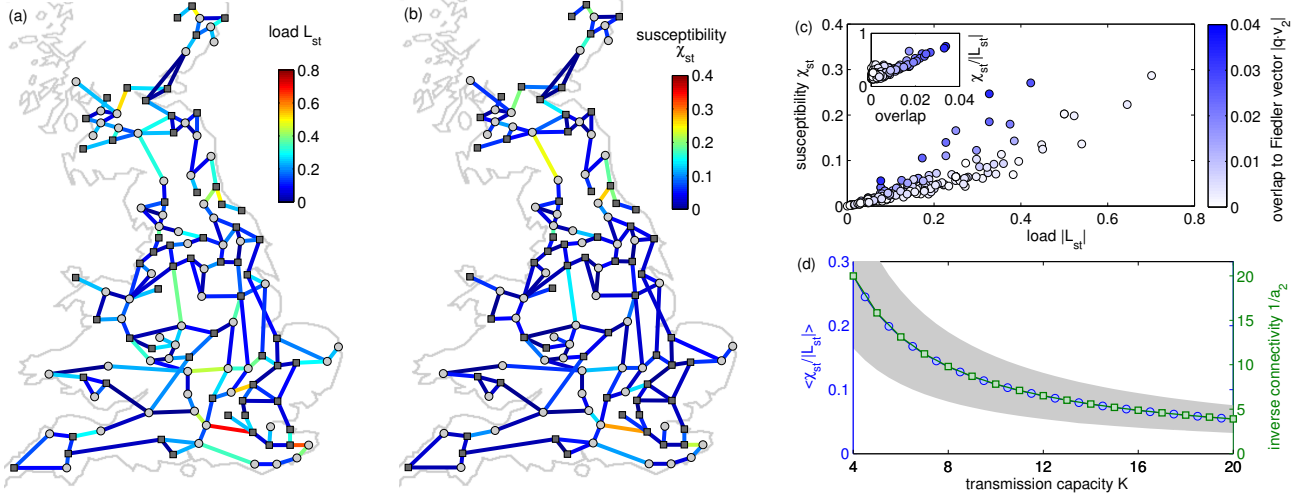 (a)
load L_st
0.8
0.6
0.4
0.2
0
(b)
susceptibility
χ_st
0.4
0.3
0.2
0.1
0
(c)
susceptibility χ_st
0.4
0.3
0.2
0.1
0
0
0.2
0.4
0.6
0.8
load |L_st|
1
0
0
0.02
0.04
overlap
χ_st/|L_st|
0.04
0.03
0.02
0.01
0
overlap to Fiedler vector |q·v_2|
(d)
<χ_st/|L_st|>
0.3
0.2
0.1
0
4
8
12
16
20
transmission capacity K
20
15
10
5
0
inverse connectivity 1/a_2